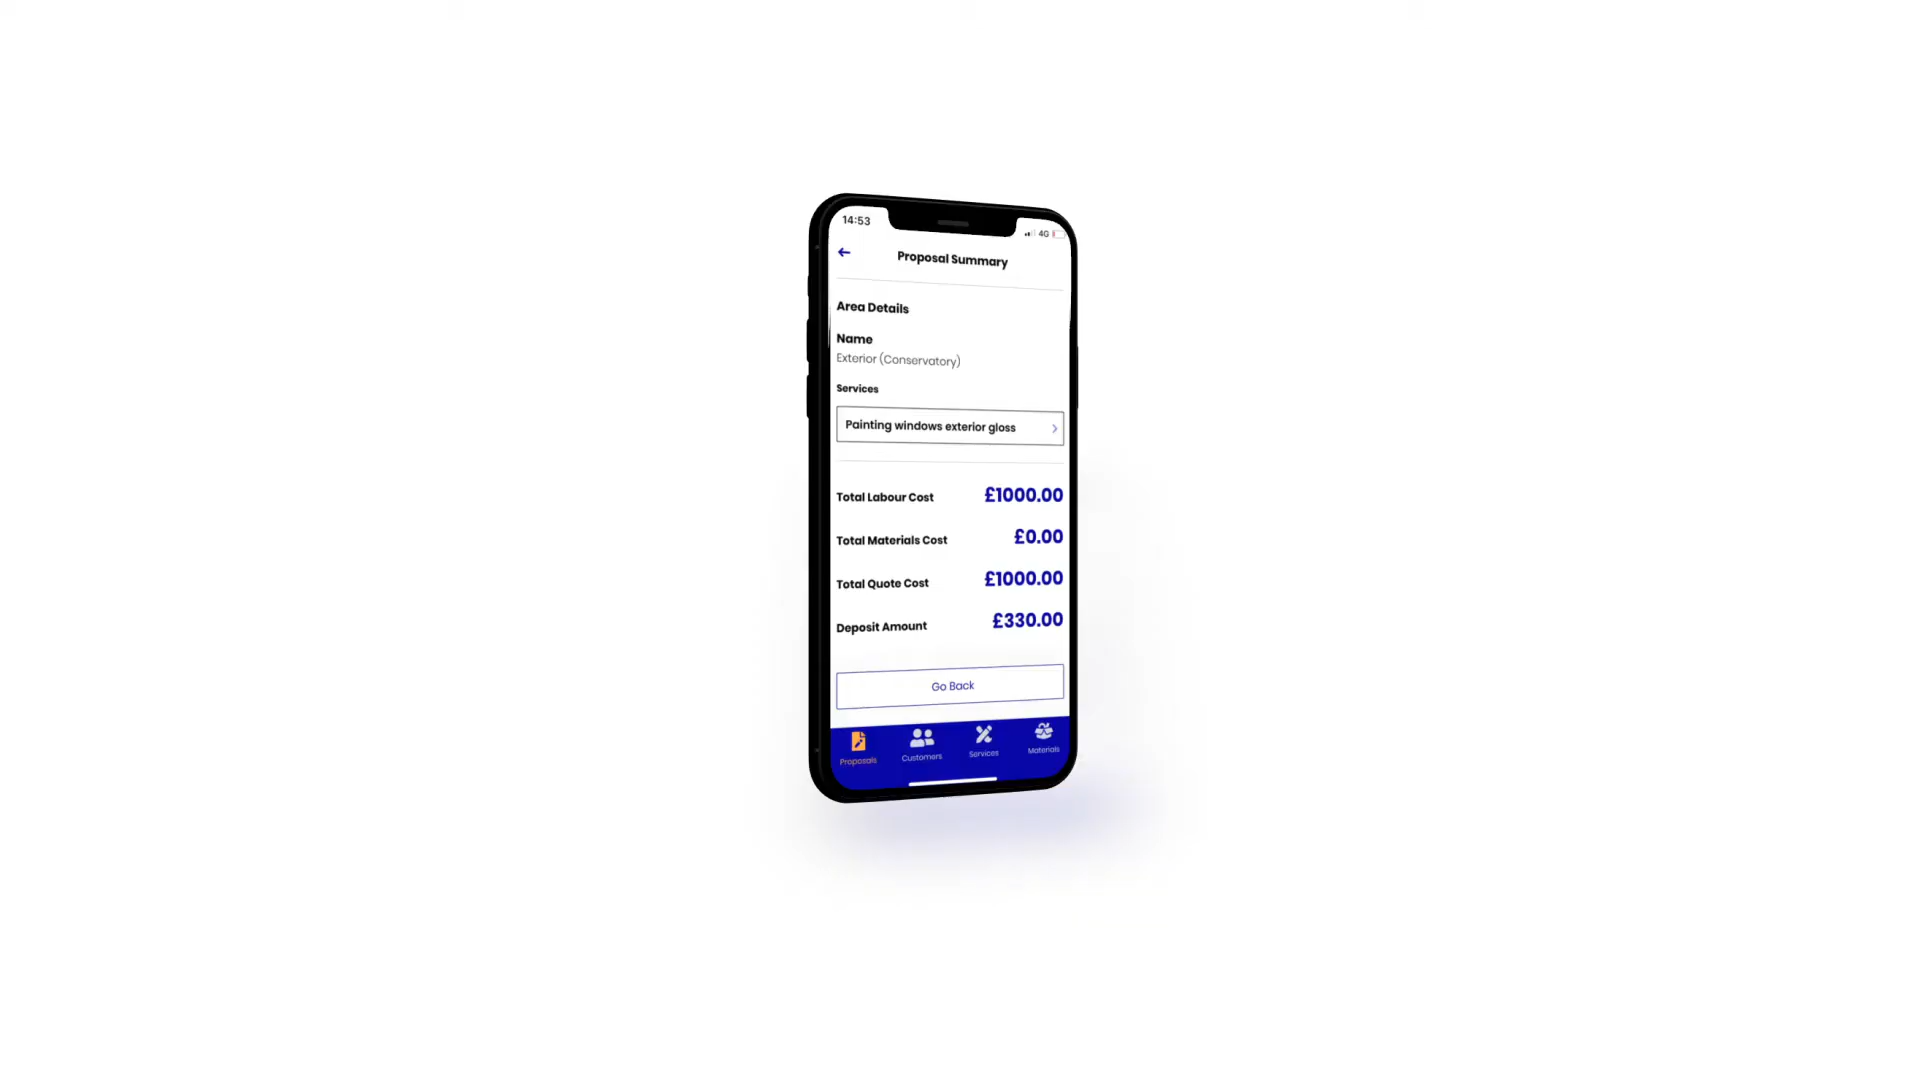 14:53
4G
Proposal Summary
Area Details
Name
Exterior (Conservatory)
Services
Painting windows exterior gloss
Total Labour Cost £1000.00
Total Materials Cost £0.00
Total Quote Cost £1000.00
Deposit Amount £330.00
Go Back
Proposals Customers Services Materials